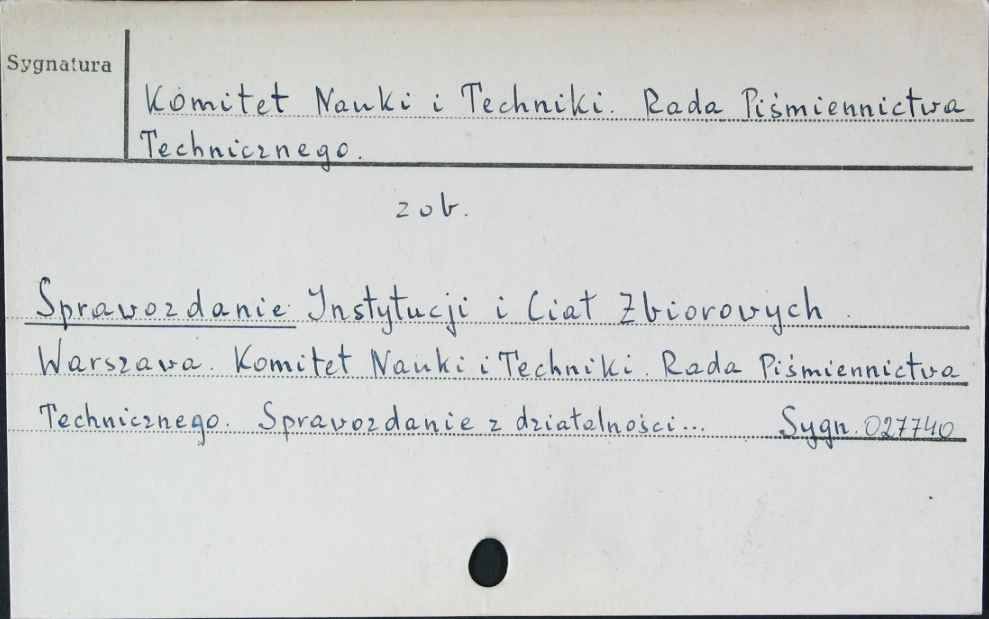 Sygnatura
Komitet Nauki i Techniki. Rada Piśmiennictwa
Technicznego.
zob.
Sprawozdanie Instytucji i Ciał Zbiorowych.
Warszawa. Komitet Nauki i Techniki. Rada Piśmiennictwa
Technicznego. Sprawozdanie z działalności... Sygn. 027740